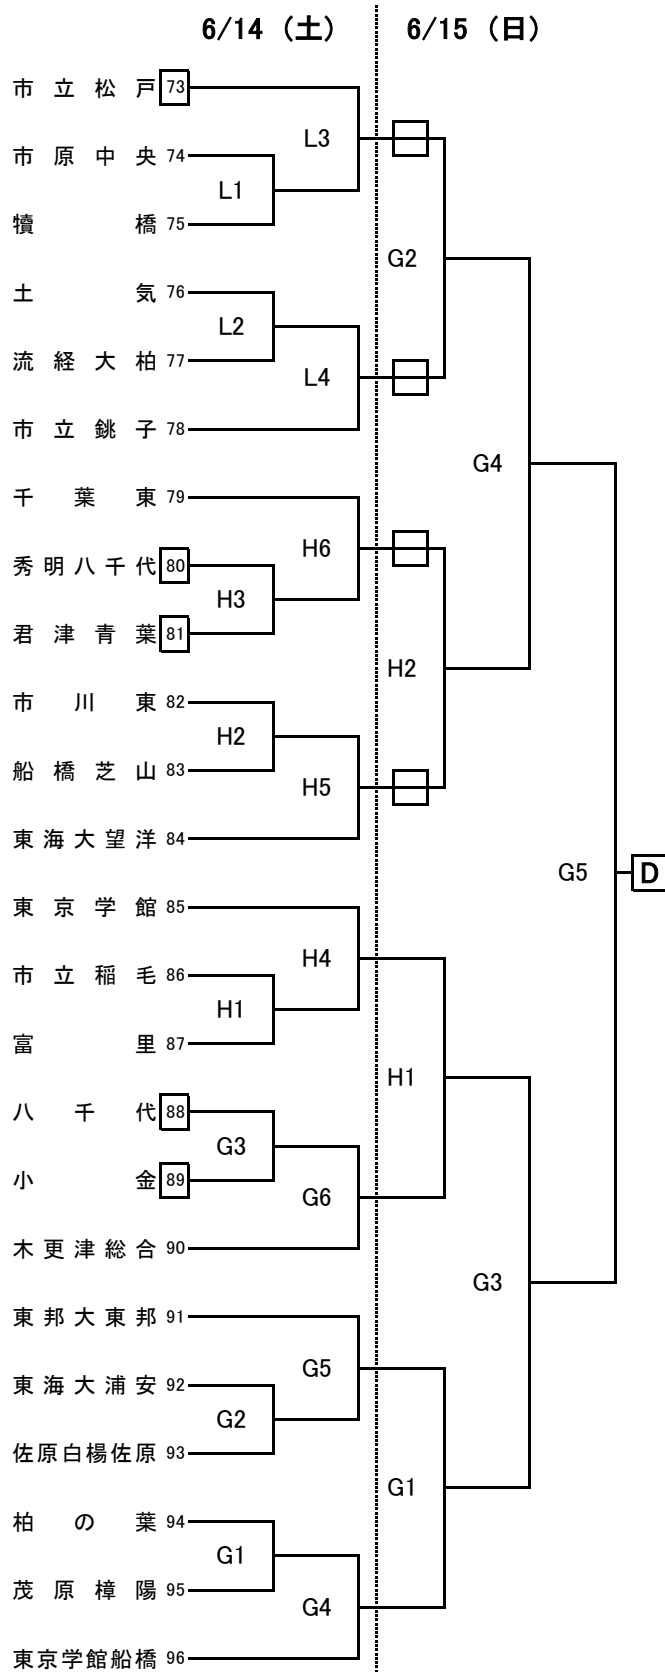 6/14（土） 6/15（日）
市立松戸 73
L3
市原中央 74
L1
犢橋 75
G2
土気 76
L2
流経大柏 77
L4
市立銚子 78
G4
千葉東 79
H6
秀明八千代 80
H3
君津青葉 81
H2
市川東 82
H2
船橋芝山 83
H5
東海大望洋 84
G5 D
東京学館 85
H4
市立稲毛 86
H1
富里 87
H1
八千代 88
G3
小金 89
G6
木更津総合 90
G3
東邦大東邦 91
G5
東海大浦安 92
G2
佐原白楊佐原 93
G1
柏の葉 94
G1
茂原樟陽 95
G4
東京学館船橋 96